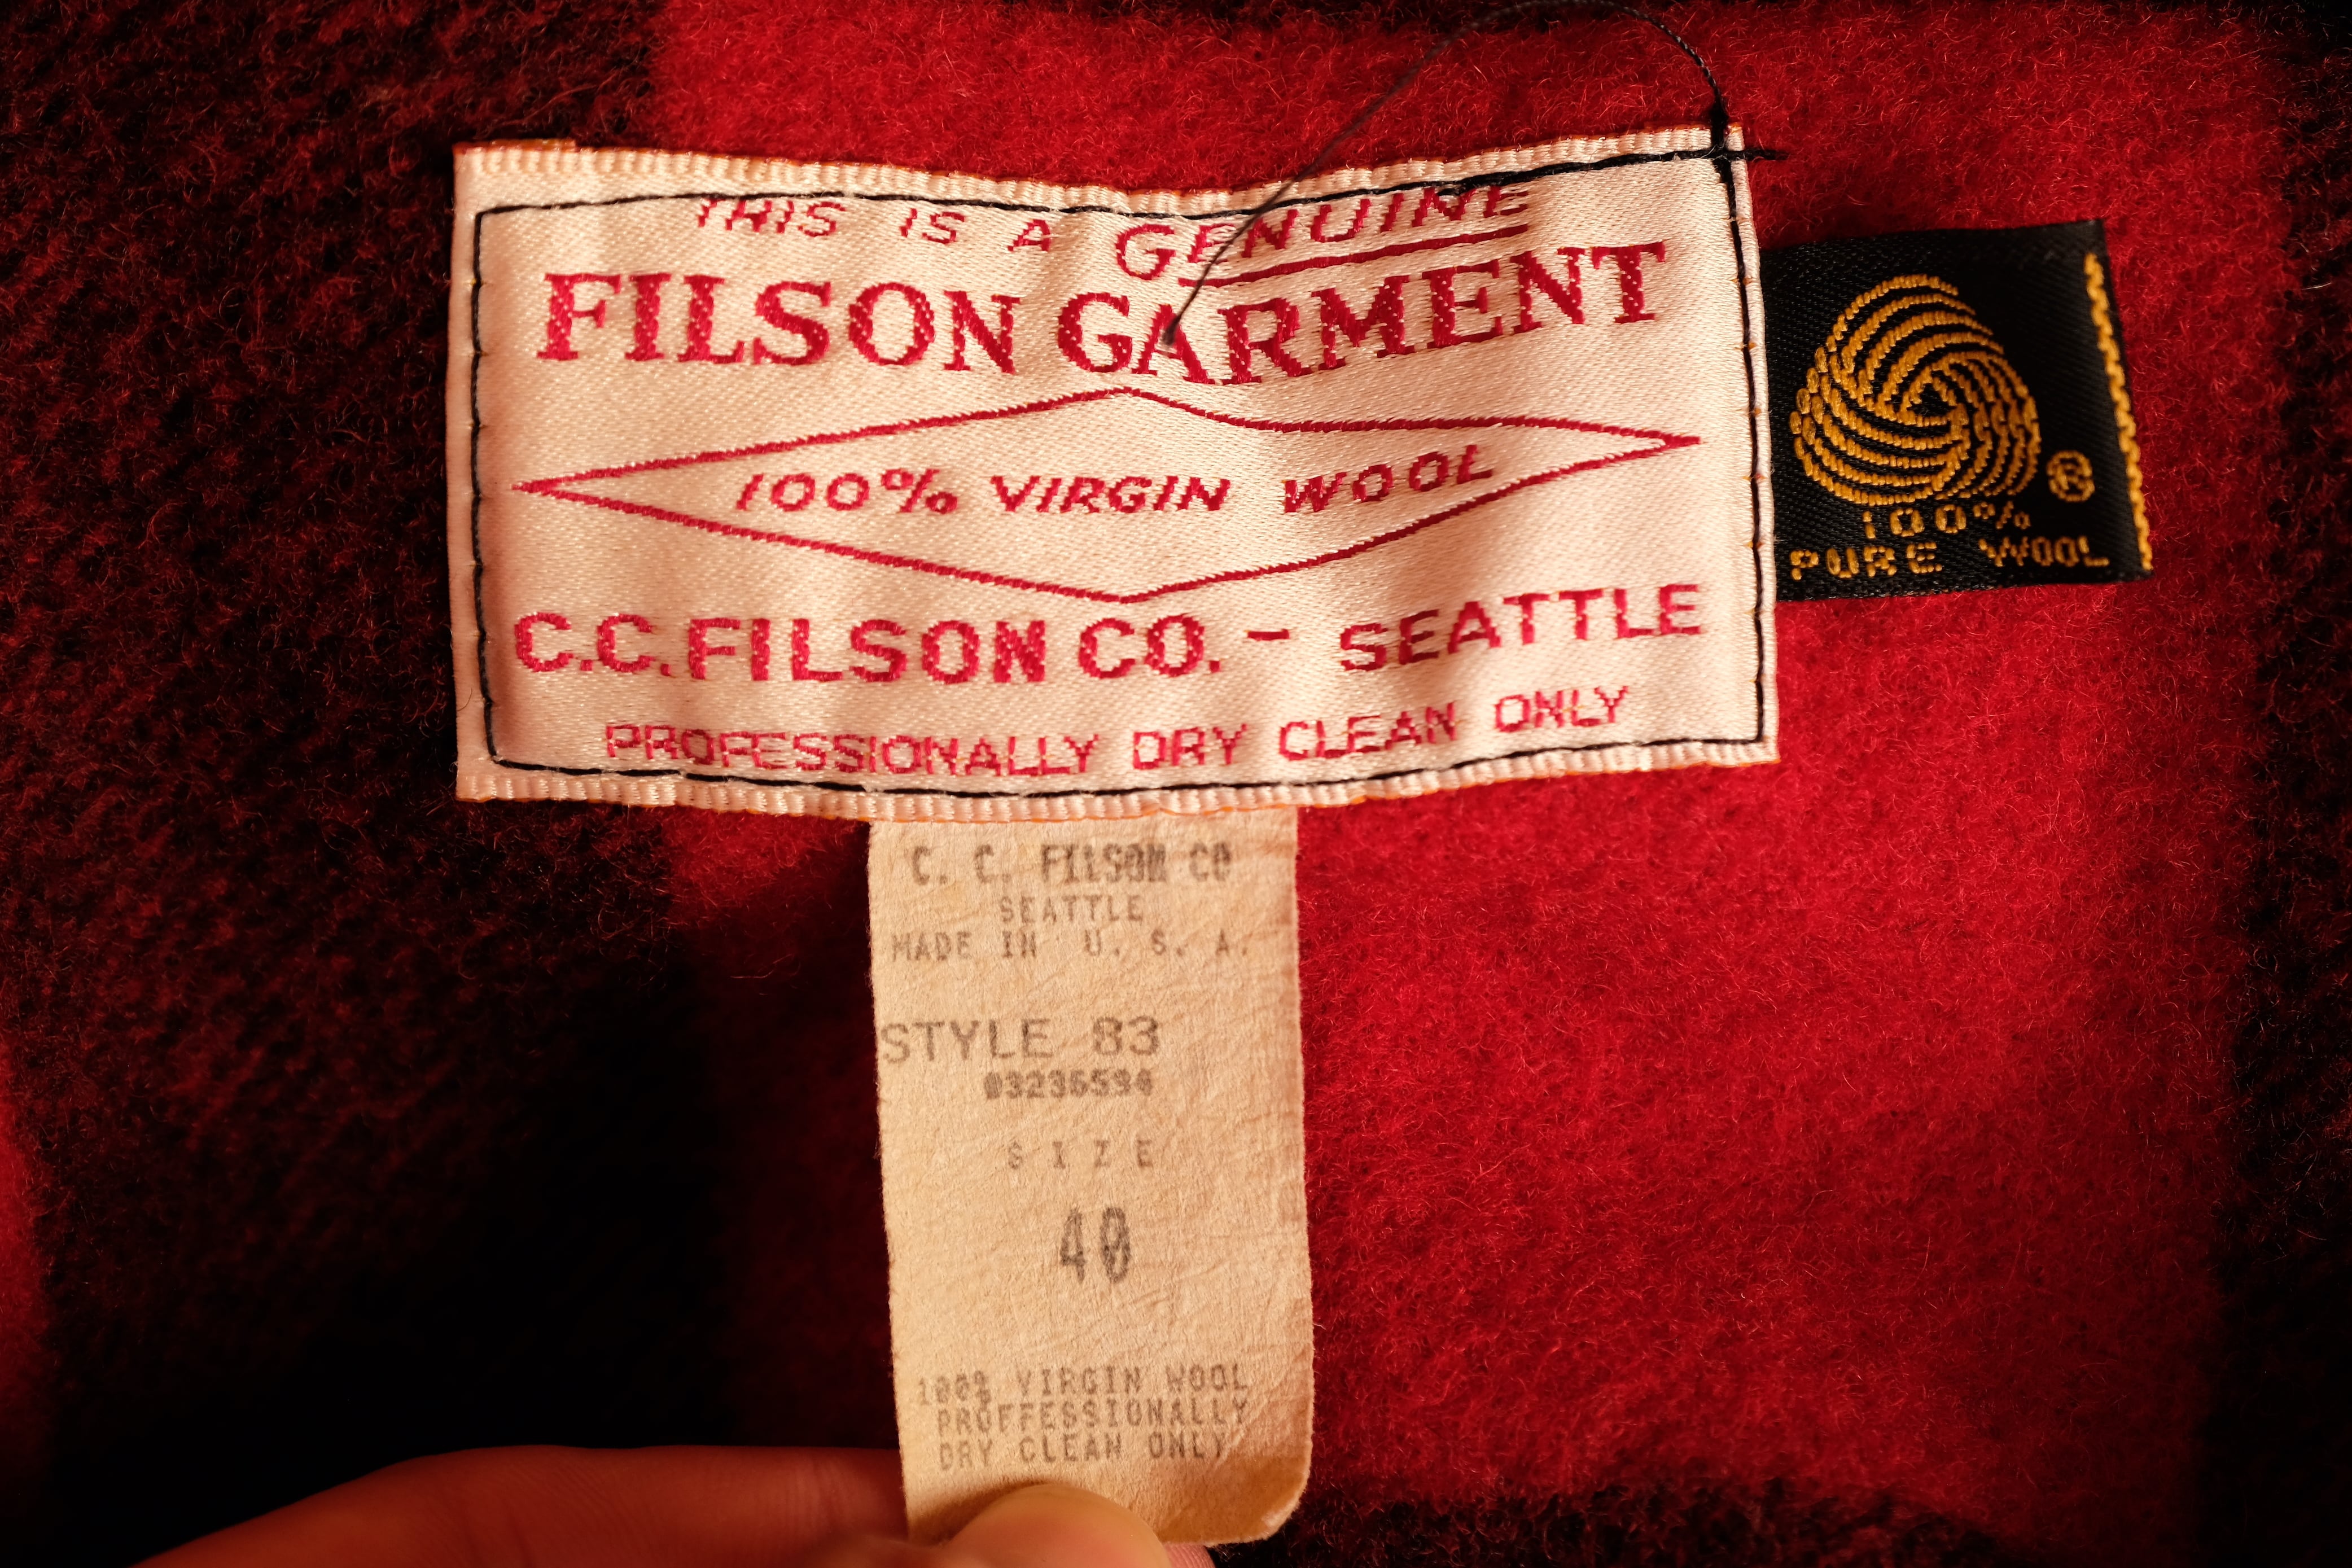 THIS IS A GENUINE
FILSON GARMENT
100% VIRGIN WOOL
C.C. FILSON CO. - SEATTLE
PROFESSIONALLY DRY CLEAN ONLY
®
100%
PURE WOOL
C. C. FILSON CO
SEATTLE
MADE IN U. S. A.
STYLE 83
03236594
SIZE
40
100% VIRGIN WOOL
PROFFESSIONALLY
DRY CLEAN ONLY